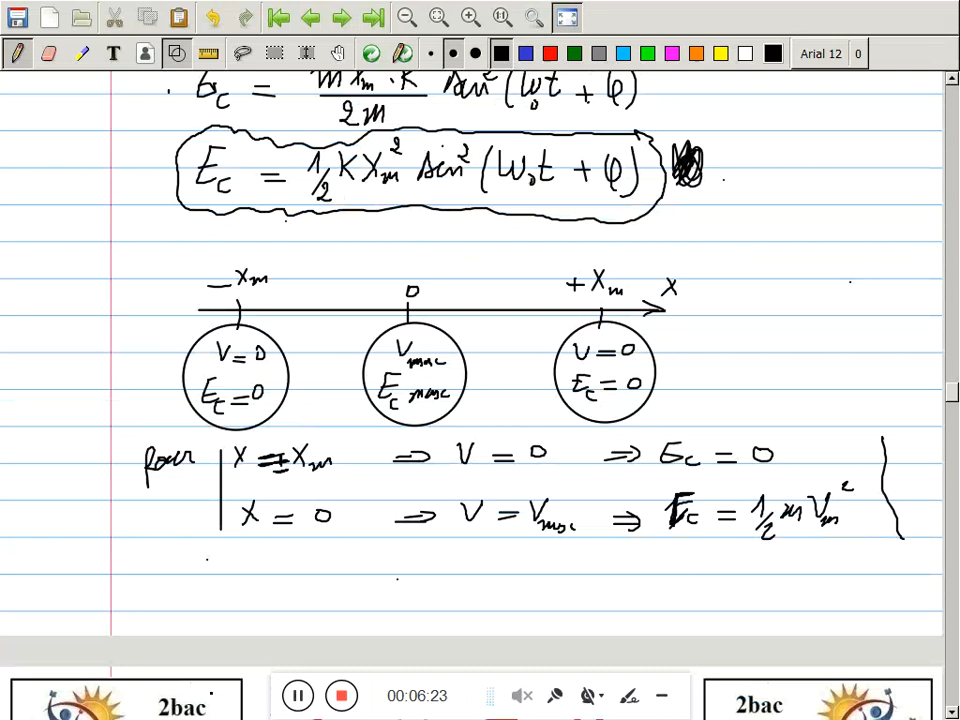 T Arial 12 0
Ec = m Xm · K / 2m sin² (ω₀t + φ)
Ec = 1/2 K Xm² sin² (ω₀t + φ)
- Xm 0 + Xm X
V = 0 Vmax V = 0
Ec = 0 Ec max Ec = 0
pour X = ± Xm ⇒ V = 0 ⇒ Ec = 0
X = 0 ⇒ V = Vmax ⇒ Ec = 1/2 m Vm²
2bac 00:06:23 2bac